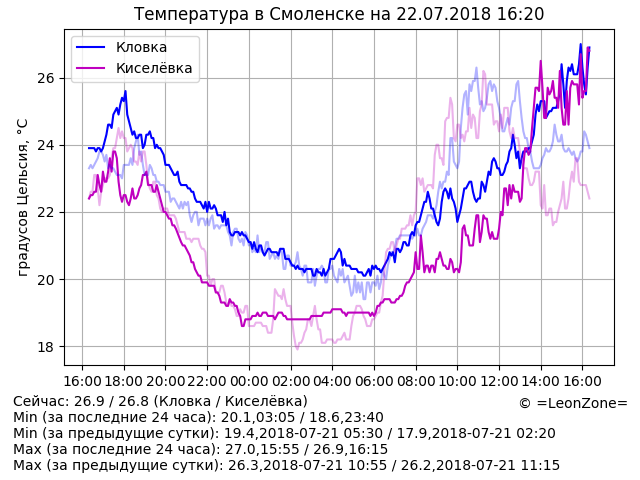 Температура в Смоленске на 22.07.2018 16:20
Кловка
Киселёвка
градусов Цельсия, °C
26
24
22
20
18
16:00 18:00 20:00 22:00 00:00 02:00 04:00 06:00 08:00 10:00 12:00 14:00 16:00
Сейчас: 26.9 / 26.8 (Кловка / Киселёвка)
© =LeonZone=
Min (за последние 24 часа): 20.1,03:05 / 18.6,23:40
Min (за предыдущие сутки): 19.4,2018-07-21 05:30 / 17.9,2018-07-21 02:20
Max (за последние 24 часа): 27.0,15:55 / 26.9,16:15
Max (за предыдущие сутки): 26.3,2018-07-21 10:55 / 26.2,2018-07-21 11:15